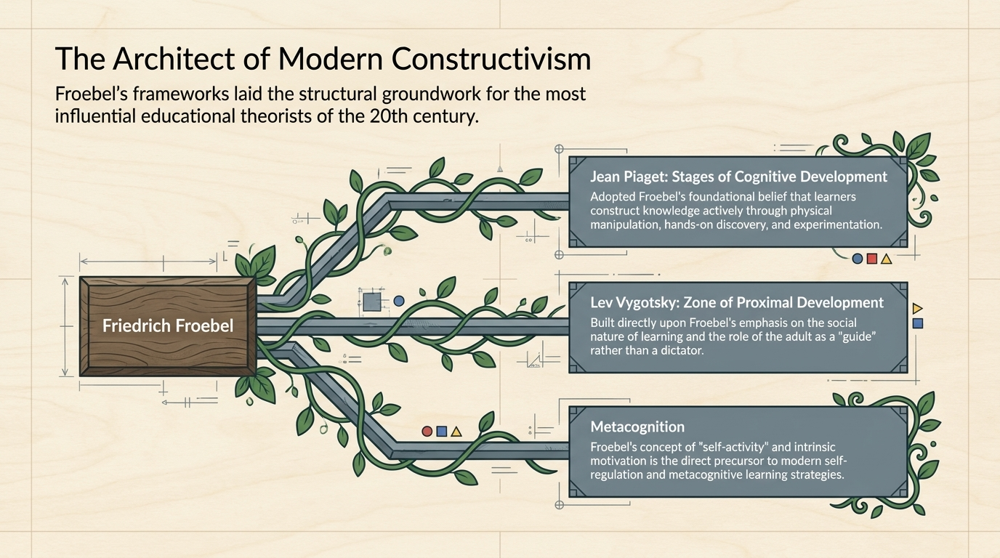 The Architect of Modern Constructivism
Froebel’s frameworks laid the structural groundwork for the most
influential educational theorists of the 20th century.
Friedrich Froebel
Jean Piaget: Stages of Cognitive Development
Adopted Froebel's foundational belief that learners
construct knowledge actively through physical
manipulation, hands-on discovery, and experimentation.
Lev Vygotsky: Zone of Proximal Development
Built directly upon Froebel's emphasis on the social
nature of learning and the role of the adult as a "guide"
rather than a dictator.
Metacognition
Froebel's concept of "self-activity" and intrinsic
motivation is the direct precursor to modern self-
regulation and metacognitive learning strategies.